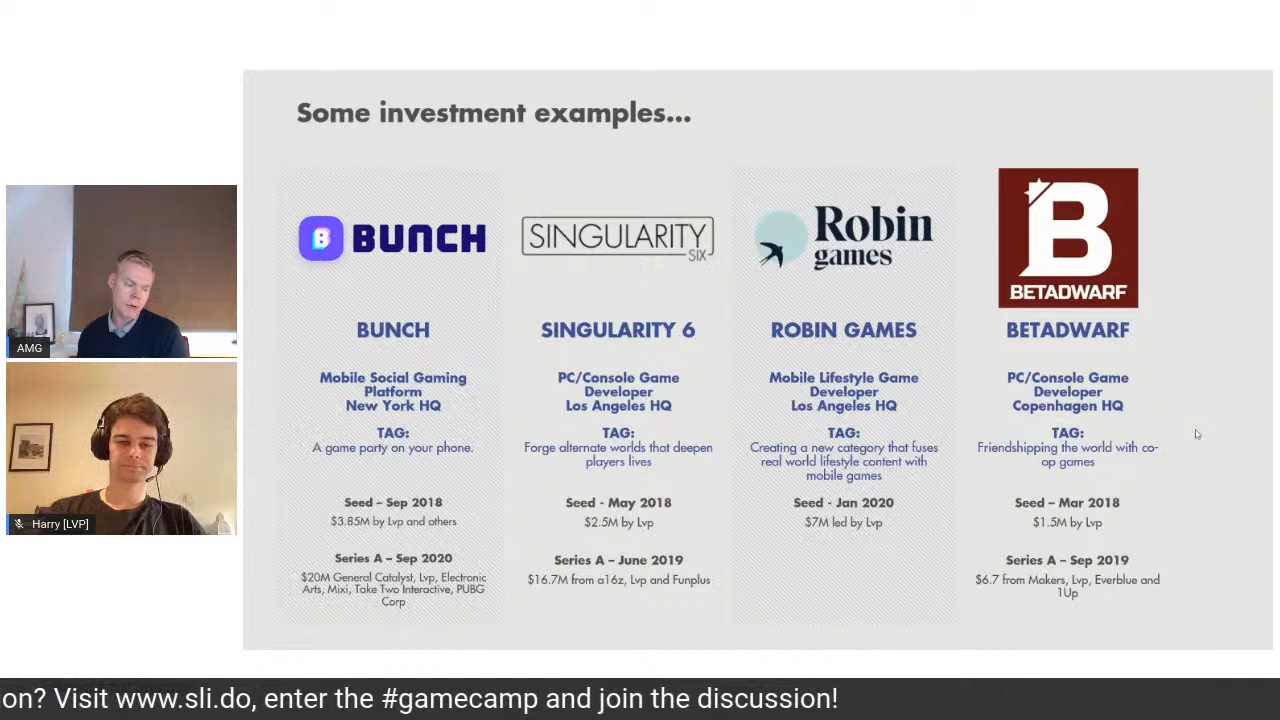 Some investment examples...
B BUNCH
SINGULARITY
SIX
Robin
games
B
BETADWARF
BUNCH
SINGULARITY 6
ROBIN GAMES
BETADWARF
Mobile Social Gaming
Platform
New York HQ
PC/Console Game
Developer
Los Angeles HQ
Mobile Lifestyle Game
Developer
Los Angeles HQ
PC/Console Game
Developer
Copenhagen HQ
TAG:
A game party on your phone.
TAG:
Forge alternate worlds that deepen
players lives
TAG:
Creating a new category that fuses
real world lifestyle content with
mobile games
TAG:
Friendshipping the world with co-
op games
Seed – Sep 2018
$3.85M by Lvp and others
Seed - May 2018
$2.5M by Lvp
Seed - Jan 2020
$7M led by Lvp
Seed – Mar 2018
$1.5M by Lvp
Series A – Sep 2020
$20M General Catalyst, Lvp, Electronic
Arts, Mixi, Take Two Interactive, PUBG
Corp
Series A – June 2019
$16.7M from a16z, Lvp and Funplus
Series A – Sep 2019
$6.7 from Makers, Lvp, Everblue and
1Up
AMG
Harry [LVP]
ion? Visit www.sli.do, enter the #gamecamp and join the discussion!